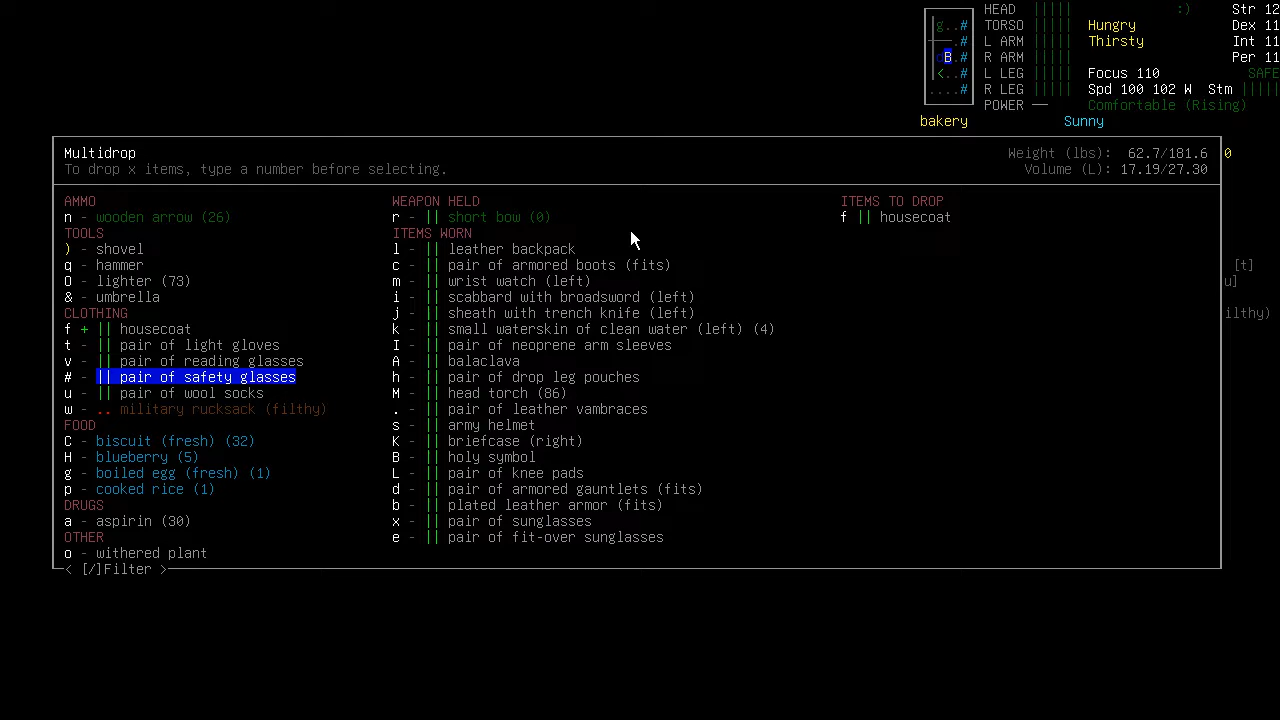 HEAD ||||| :) Str 12
g..# TORSO ||||| Hungry Dex 11
.# L ARM ||||| Thirsty Int 11
B.# R ARM ||||| Per 11
<..# L LEG ||||| Focus 110 SAFE
....# R LEG ||||| Spd 100 102 W Stm |||||
POWER — Comfortable (Rising)
bakery Sunny
Multidrop Weight (lbs): 62.7/181.6 0
To drop x items, type a number before selecting. Volume (L): 17.19/27.30
AMMO WEAPON HELD ITEMS TO DROP
n - wooden arrow (26) r - || short bow (0) f || housecoat
TOOLS ITEMS WORN
) - shovel l - || leather backpack
q - hammer c - || pair of armored boots (fits) [t]
O - lighter (73) m - || wrist watch (left) u]
& - umbrella i - || scabbard with broadsword (left)
CLOTHING j - || sheath with trench knife (left) ilthy)
f + || housecoat k - || small waterskin of clean water (left) (4)
t - || pair of light gloves I - || pair of neoprene arm sleeves
v - || pair of reading glasses A - || balaclava
# - || pair of safety glasses h - || pair of drop leg pouches
u - || pair of wool socks M - || head torch (86)
w - .. military rucksack (filthy) . - || pair of leather vambraces
FOOD s - || army helmet
C - biscuit (fresh) (32) K - || briefcase (right)
H - blueberry (5) B - || holy symbol
g - boiled egg (fresh) (1) L - || pair of knee pads
p - cooked rice (1) d - || pair of armored gauntlets (fits)
DRUGS b - || plated leather armor (fits)
a - aspirin (30) x - || pair of sunglasses
OTHER e - || pair of fit-over sunglasses
o - withered plant
< [/]Filter >